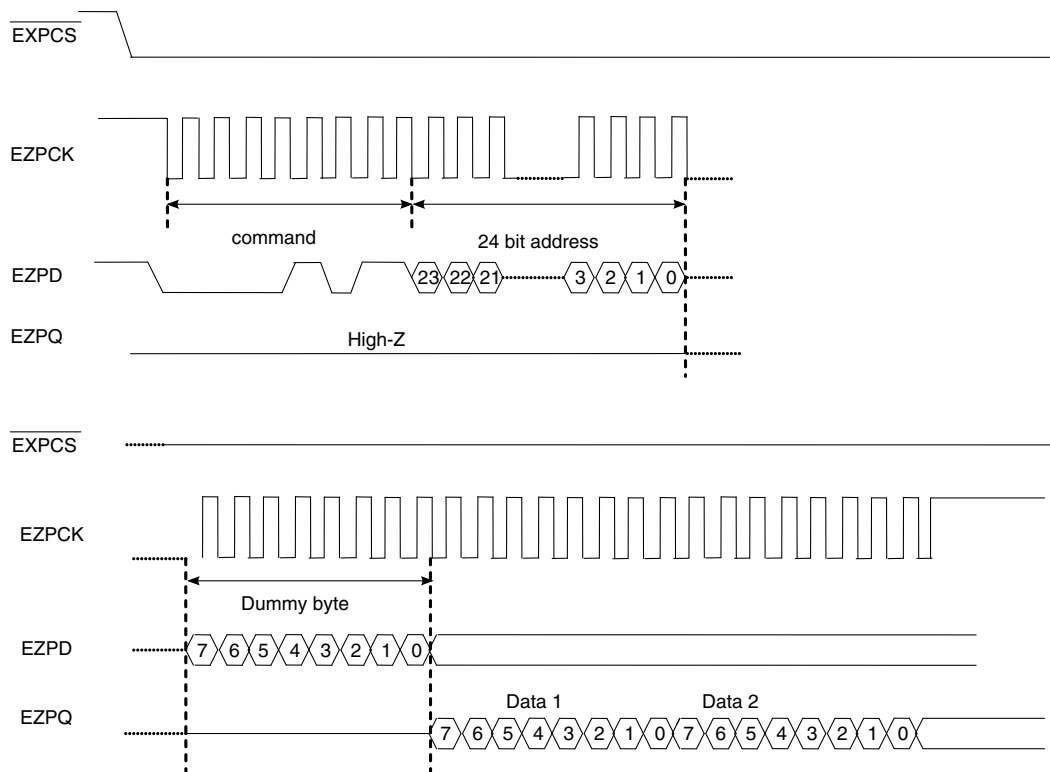 EXPCS
EZPCK
command
24 bit address
EZPD
23 22 21 3 2 1 0
EZPQ
High-Z
EXPCS
EZPCK
Dummy byte
EZPD
7 6 5 4 3 2 1 0
EZPQ
Data 1 Data 2
7 6 5 4 3 2 1 0 7 6 5 4 3 2 1 0